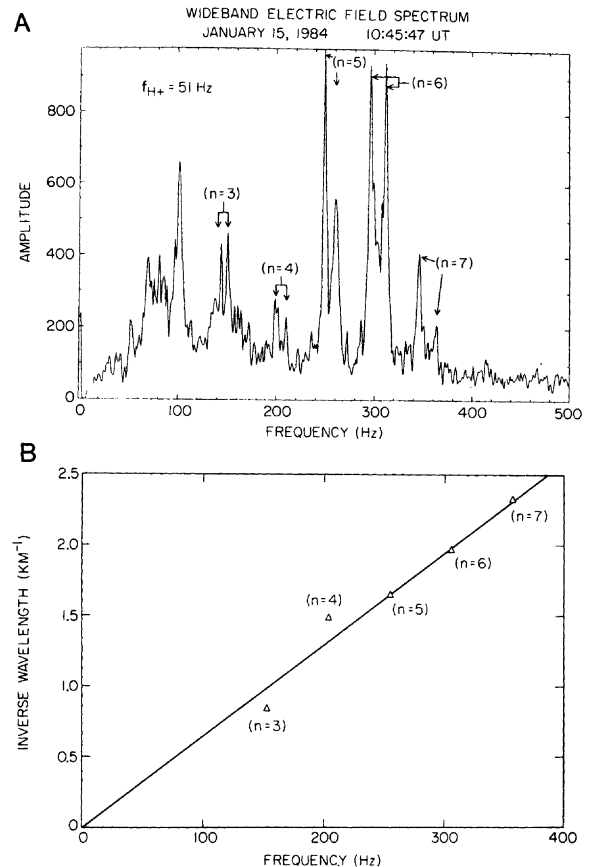 A
WIDEBAND ELECTRIC FIELD SPECTRUM
JANUARY 15, 1984 10:45:47 UT
fH+ = 51 Hz
(n=5)
(n=6)
(n=3)
(n=4)
(n=7)
AMPLITUDE
800
600
400
200
0
0 100 200 300 400 500
FREQUENCY (Hz)
B
INVERSE WAVELENGTH (KM⁻¹)
2.5
2.0
1.5
1.0
0.5
0
(n=7)
(n=6)
(n=4)
(n=5)
(n=3)
0 100 200 300 400
FREQUENCY (Hz)